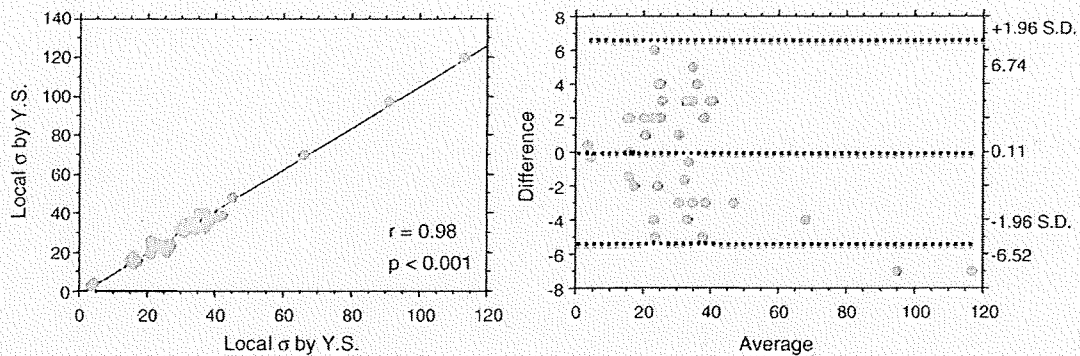 140
120
100
80
60
40
20
0
0 20 40 60 80 100 120
Local σ by Y.S.
Local σ by Y.S.
r = 0.98
p < 0.001
8
6
4
2
0
-2
-4
-6
-8
0 20 40 60 80 100 120
Difference
Average
+1.96 S.D.
6.74
0.11
-1.96 S.D.
-6.52